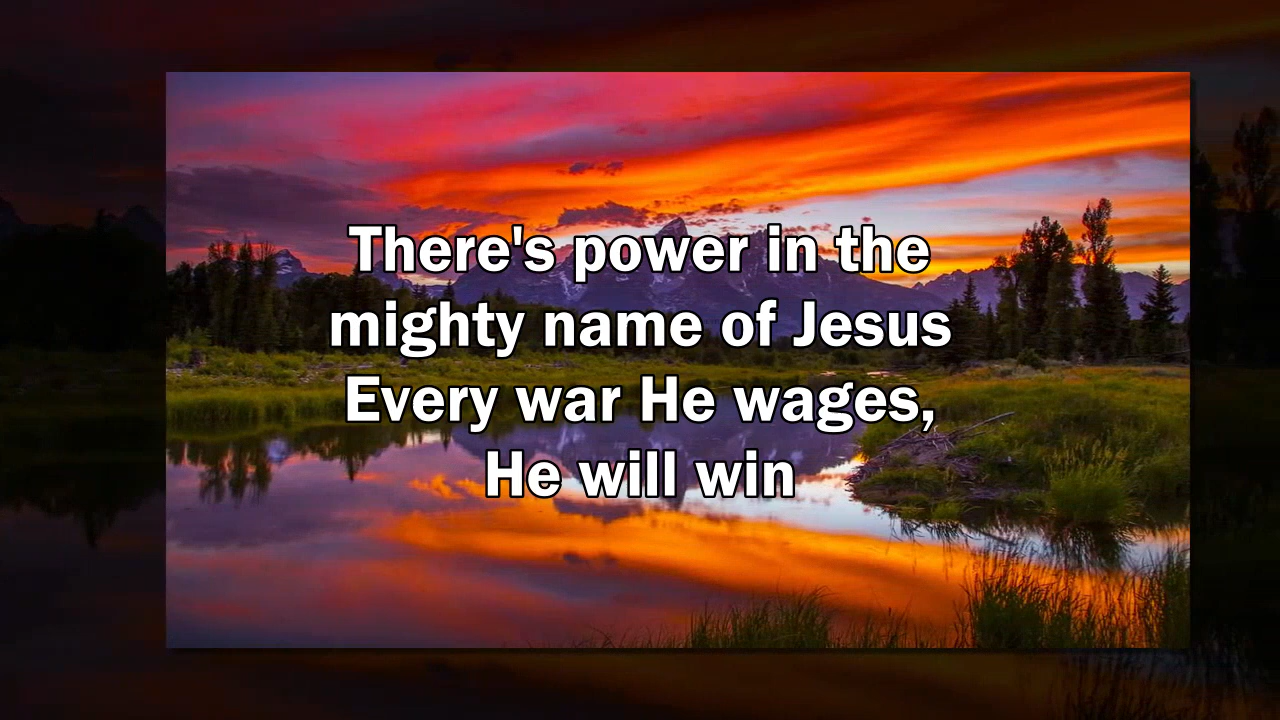 There's power in the
mighty name of Jesus
Every war He wages,
He will win